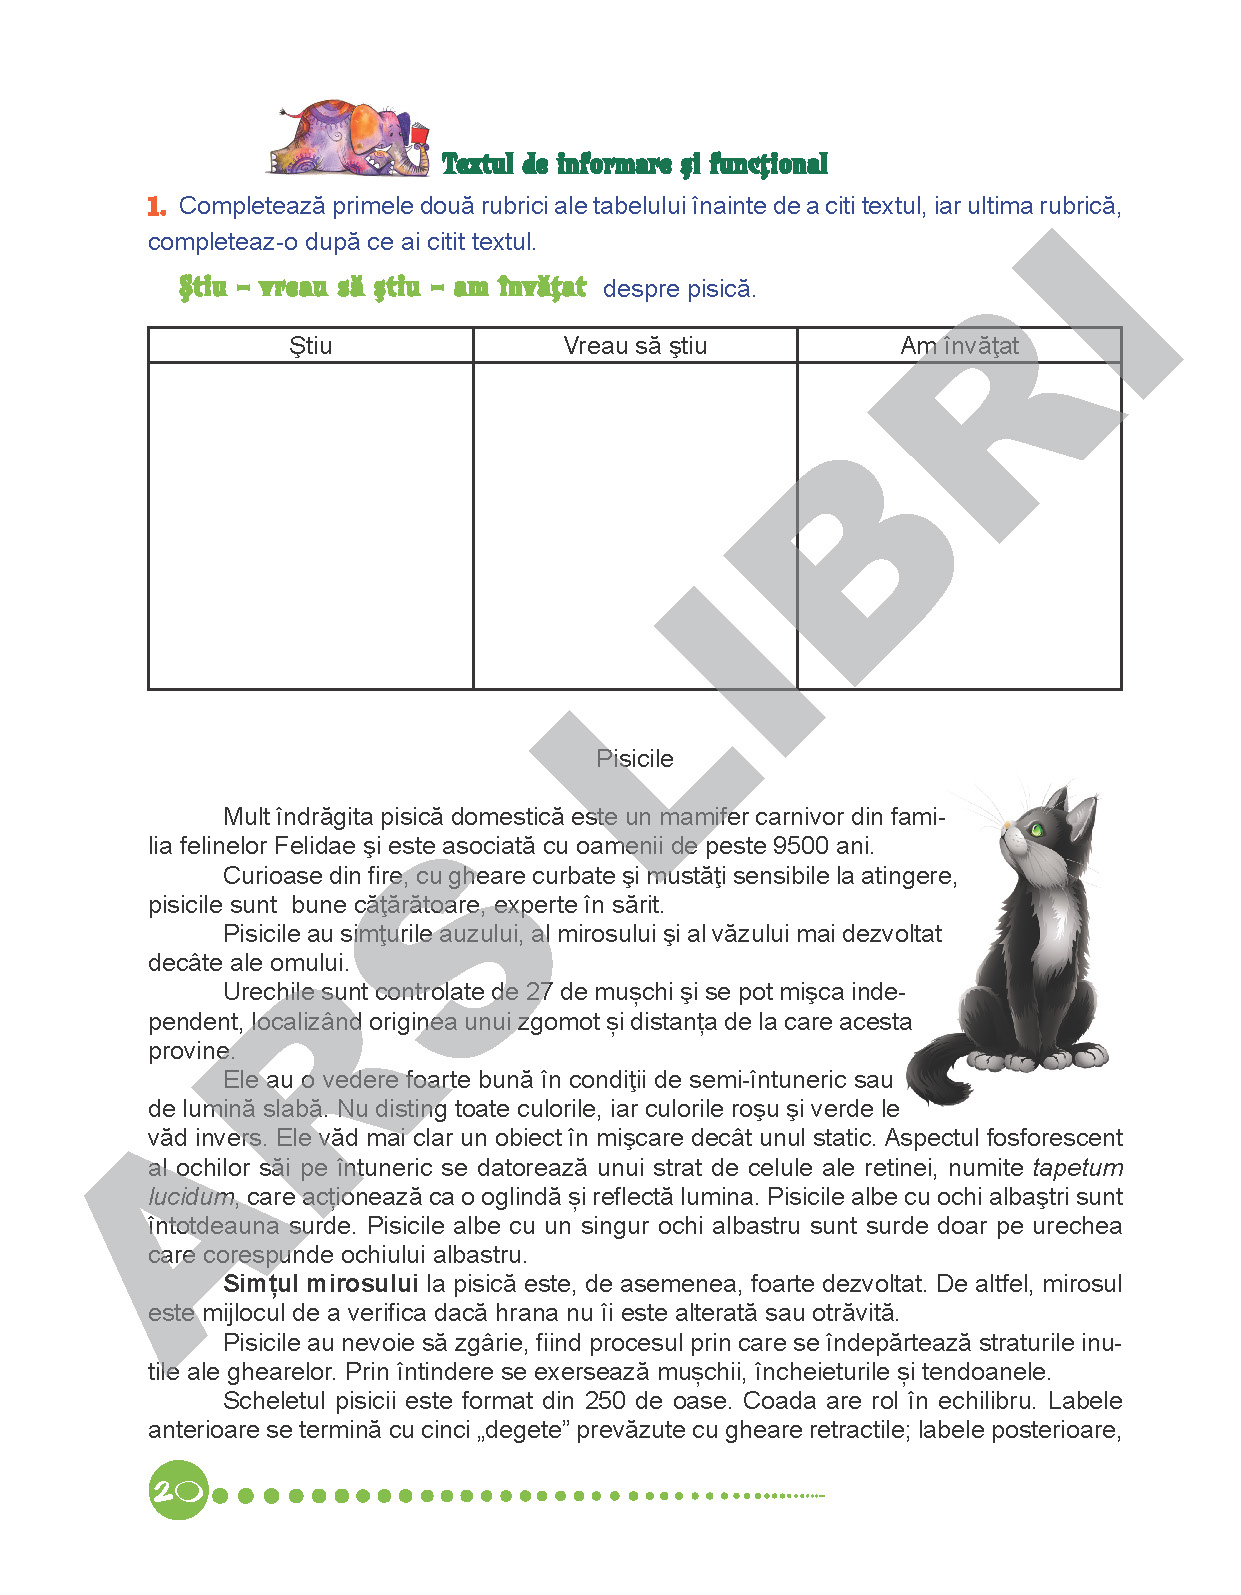 Textul de informare şi funcţional
1. Completează primele două rubrici ale tabelului înainte de a citi textul, iar ultima rubrică,
completeaz-o după ce ai citit textul.
Ştiu – vreau să ştiu – am învăţat despre pisică.
Ştiu Vreau să ştiu Am învăţat
Pisicile
Mult îndrăgita pisică domestică este un mamifer carnivor din fami-
lia felinelor Felidae şi este asociată cu oamenii de peste 9500 ani.
Curioase din fire, cu gheare curbate şi mustăţi sensibile la atingere,
pisicile sunt  bune căţărătoare, experte în sărit.
Pisicile au simţurile auzului, al mirosului şi al văzului mai dezvoltat
decâte ale omului.
Urechile sunt controlate de 27 de mușchi şi se pot mişca inde-
pendent, localizând originea unui zgomot și distanța de la care acesta
provine.
Ele au o vedere foarte bună în condiţii de semi-întuneric sau
de lumină slabă. Nu disting toate culorile, iar culorile roşu şi verde le
văd invers. Ele văd mai clar un obiect în mişcare decât unul static. Aspectul fosforescent
al ochilor săi pe întuneric se datorează unui strat de celule ale retinei, numite tapetum
lucidum, care acționează ca o oglindă și reflectă lumina. Pisicile albe cu ochi albaştri sunt
întotdeauna surde. Pisicile albe cu un singur ochi albastru sunt surde doar pe urechea
care corespunde ochiului albastru.
Simțul mirosului la pisică este, de asemenea, foarte dezvoltat. De altfel, mirosul
este mijlocul de a verifica dacă hrana nu îi este alterată sau otrăvită.
Pisicile au nevoie să zgârie, fiind procesul prin care se îndepărtează straturile inu-
tile ale ghearelor. Prin întindere se exersează mușchii, încheieturile și tendoanele.
Scheletul pisicii este format din 250 de oase. Coada are rol în echilibru. Labele
anterioare se termină cu cinci „degete” prevăzute cu gheare retractile; labele posterioare,
20
ARS LIBRI